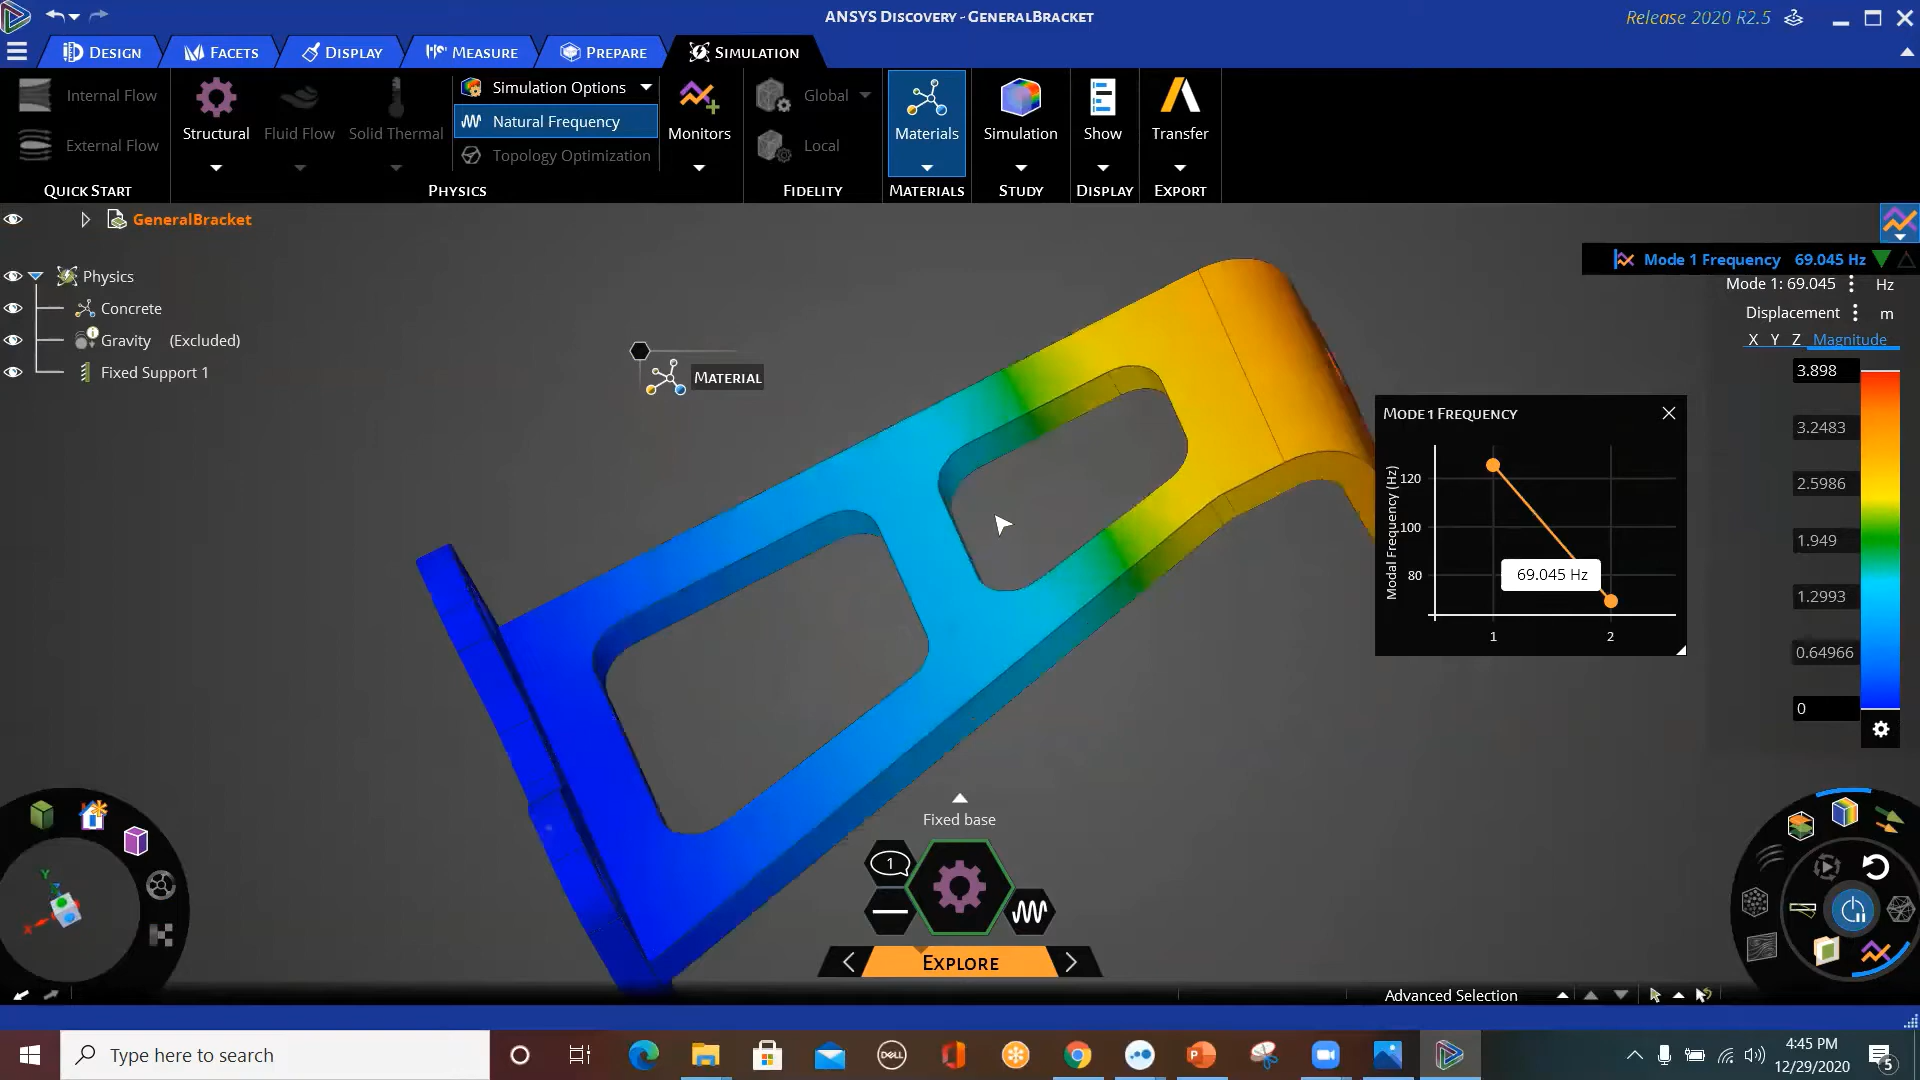 ANSYS Discovery - GeneralBracket
Release 2020 R2.5
Design
Facets
Display
Measure
Prepare
Simulation
Internal Flow
External Flow
Quick Start
Structural
Fluid Flow
Solid Thermal
Simulation Options
Natural Frequency
Topology Optimization
Physics
Monitors
Global
Local
Fidelity
Materials
Materials
Simulation
Study
Show
Display
Transfer
Export
GeneralBracket
Physics
Concrete
Gravity (Excluded)
Fixed Support 1
Material
Mode 1 Frequency 69.045 Hz
Mode 1: 69.045 Hz
Displacement m
X Y Z Magnitude
3.898
3.2483
2.5986
1.949
1.2993
0.64966
0
Mode 1 Frequency
Modal Frequency (Hz)
120
100
80
69.045 Hz
1 2
Fixed base
1
Explore
Y
Z
X
Advanced Selection
Type here to search
DELL
4:45 PM
12/29/2020
5